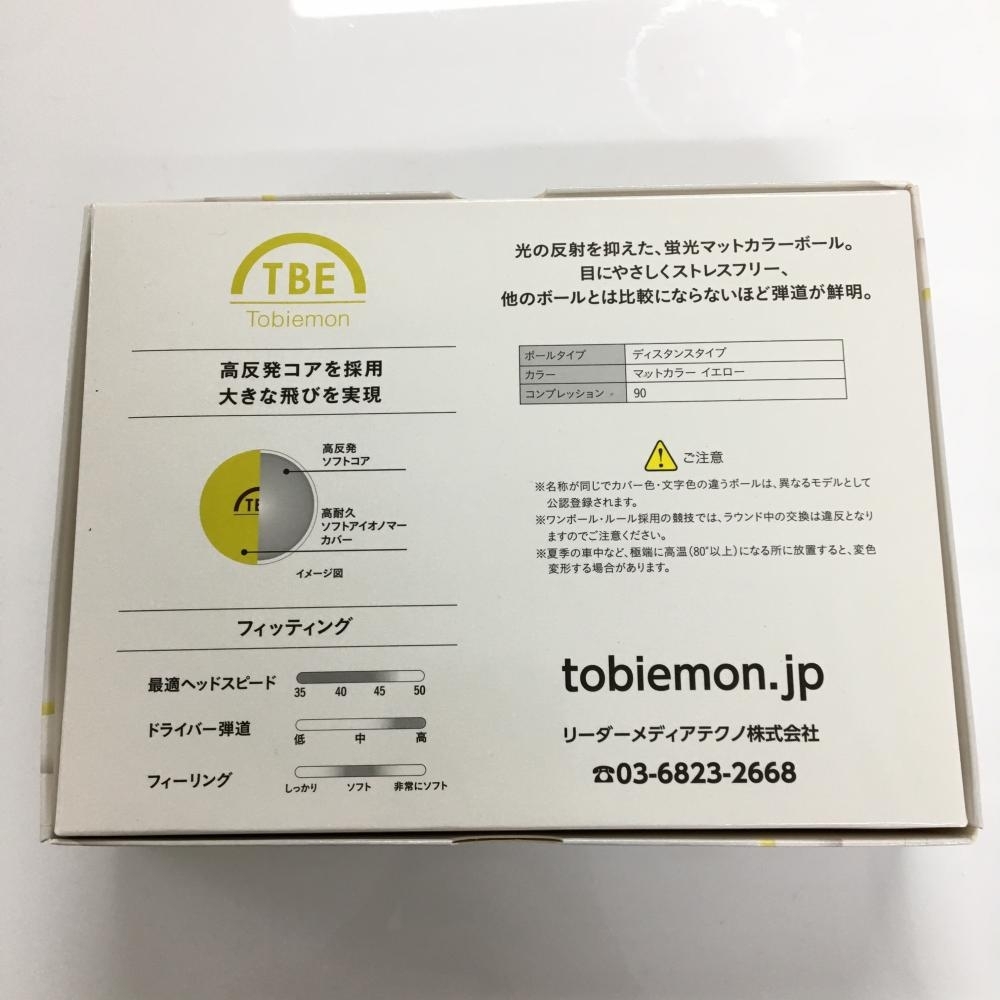 TBE
Tobiemon
高反発コアを採用
大きな飛びを実現
高反発
ソフトコア
TE
高耐久
ソフトアイオノマー
カバー
イメージ図
フィッティング
最適ヘッドスピード
35 40 45 50
ドライバー弾道
低 中 高
フィーリング
しっかり ソフト 非常にソフト
光の反射を抑えた、蛍光マットカラーボール。
目にやさしくストレスフリー、
他のボールとは比較にならないほど弾道が鮮明。
ボールタイプ ディスタンスタイプ
カラー マットカラー イエロー
コンプレッション 90
ご注意
※名称が同じでカバー色・文字色の違うボールは、異なるモデルとして
公認登録されます。
※ワンボール・ルール採用の競技では、ラウンド中の交換は違反となり
ますのでご注意ください。
※夏季の車中など、極端に高温（80°以上）になる所に放置すると、変色
変形する場合があります。
tobiemon.jp
リーダーメディアテクノ株式会社
☎03-6823-2668